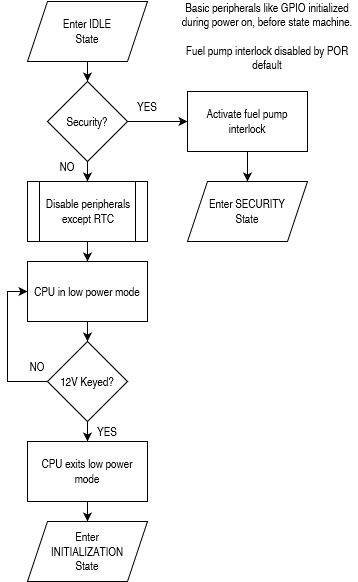 Enter IDLE
State
Basic peripherals like GPIO initialized
during power on, before state machine.
Fuel pump interlock disabled by POR
default
Security?
YES
Activate fuel pump
interlock
NO
Disable peripherals
except RTC
Enter SECURITY
State
CPU in low power mode
NO
12V Keyed?
YES
CPU exits low power
mode
Enter
INITIALIZATION
State